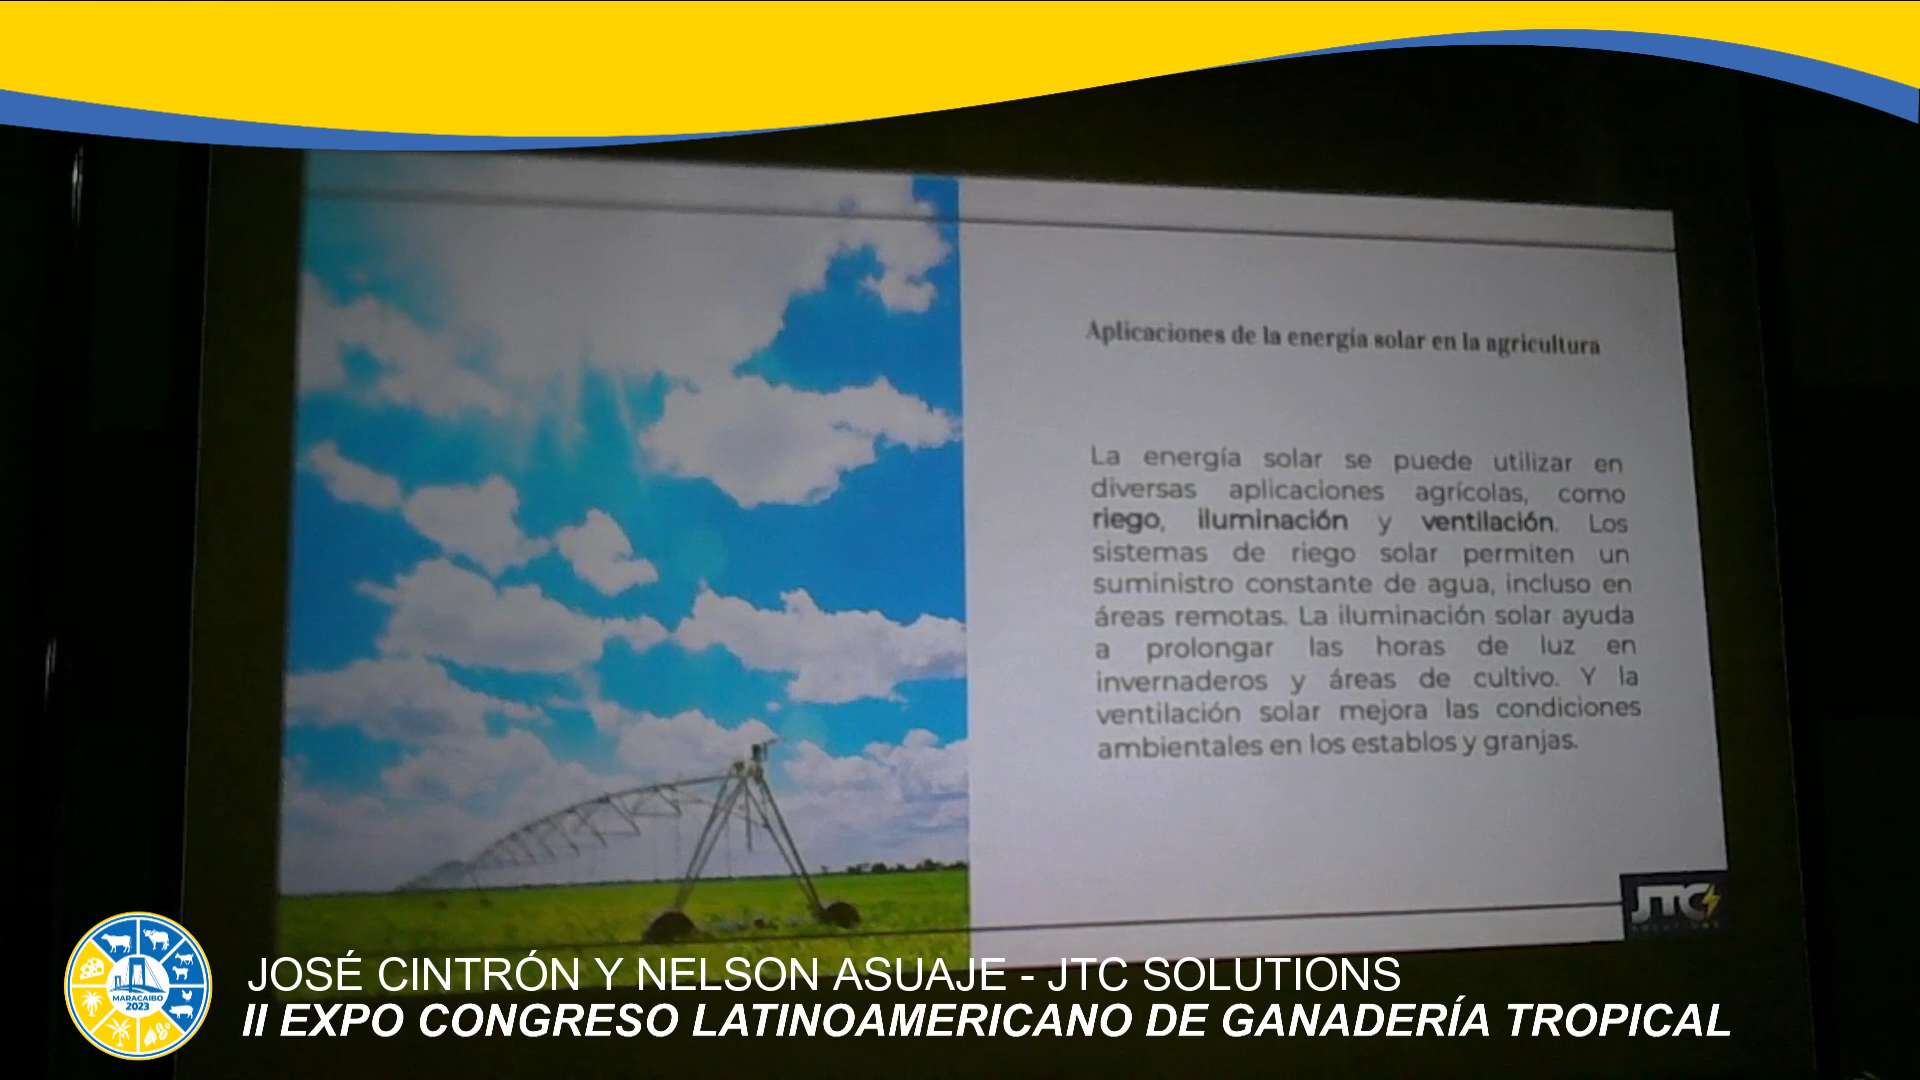 Aplicaciones de la energía solar en la agricultura
La energía solar se puede utilizar en
diversas aplicaciones agrícolas, como
riego, iluminación y ventilación. Los
sistemas de riego solar permiten un
suministro constante de agua, incluso en
áreas remotas. La iluminación solar ayuda
a prolongar las horas de luz en
invernaderos y áreas de cultivo. Y la
ventilación solar mejora las condiciones
ambientales en los establos y granjas.
JTC
MARACAIBO
2023
JOSÉ CINTRÓN Y NELSON ASUAJE - JTC SOLUTIONS
II EXPO CONGRESO LATINOAMERICANO DE GANADERÍA TROPICAL